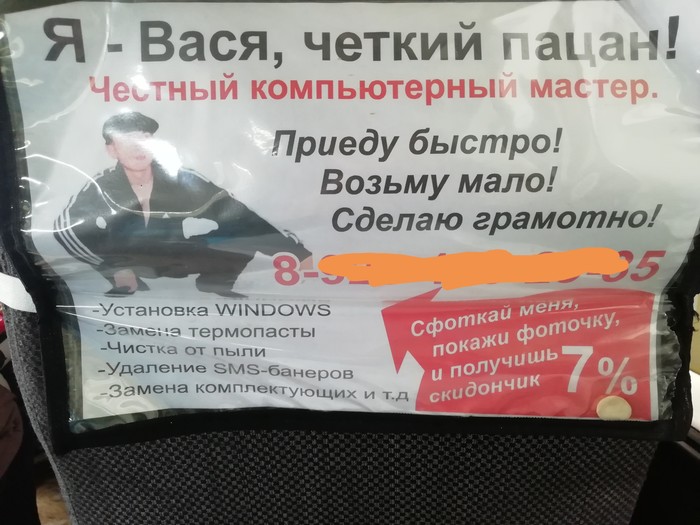 Я - Вася, четкий пацан!
Честный компьютерный мастер.
Приеду быстро!
Возьму мало!
Сделаю грамотно!
-Установка WINDOWS
-Замена термопасты
-Чистка от пыли
-Удаление SMS-банеров
-Замена комплектующих и т.д
Сфоткай меня,
покажи фоточку,
и получишь
скидончик 7%